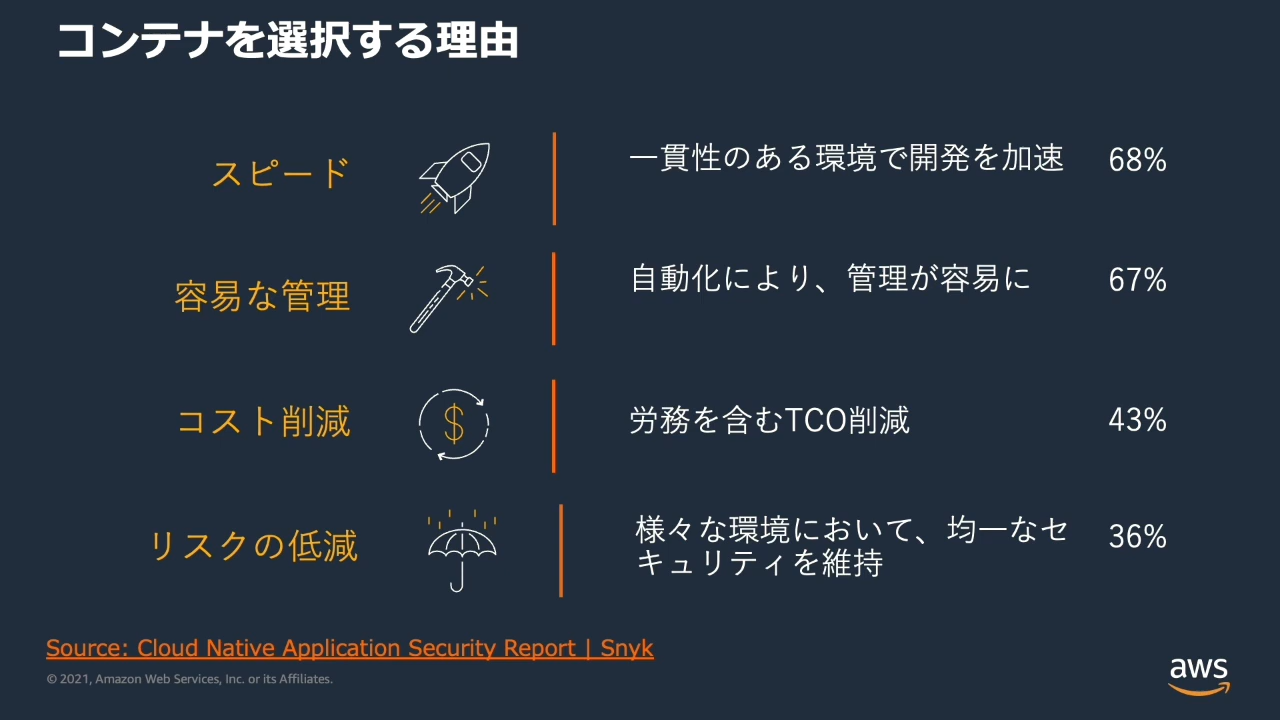 コンテナを選択する理由
スピード
一貫性のある環境で開発を加速 68%
容易な管理
自動化により、管理が容易に 67%
コスト削減
$
労務を含むTCO削減 43%
リスクの低減
様々な環境において、均一なセ 36%
キュリティを維持
Source: Cloud Native Application Security Report | Snyk
© 2021, Amazon Web Services, Inc. or its Affiliates.
aws